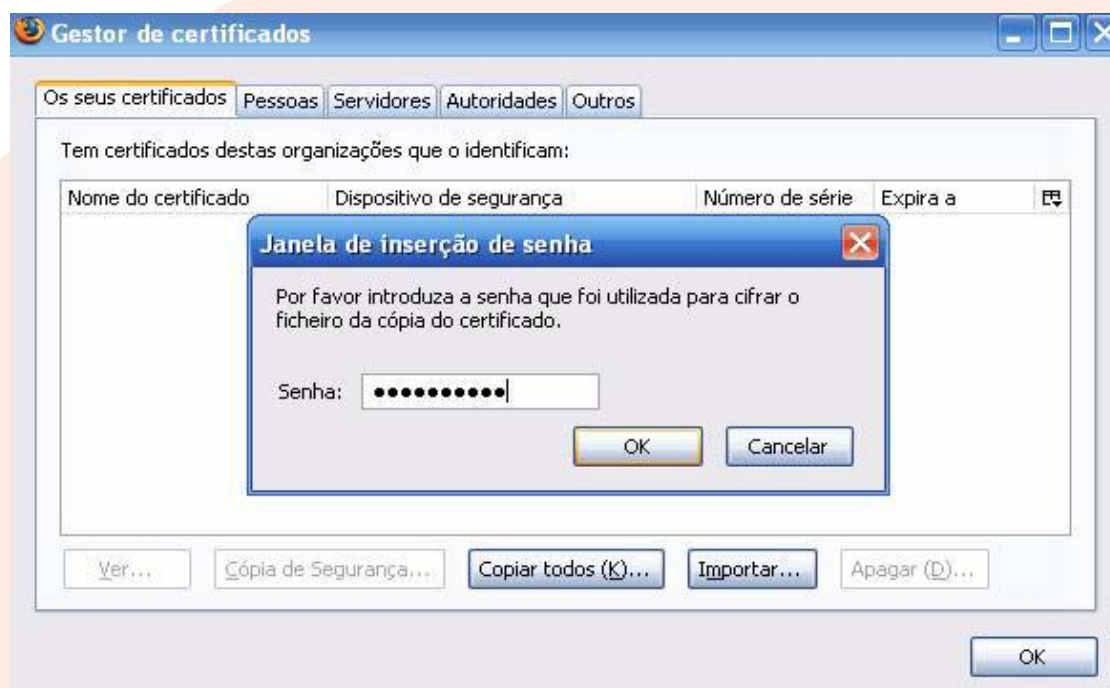 Gestor de certificados
Os seus certificados Pessoas Servidores Autoridades Outros
Tem certificados destas organizações que o identificam:
Nome do certificado Dispositivo de segurança Número de série Expira a
Janela de inserção de senha
Por favor introduza a senha que foi utilizada para cifrar o
ficheiro da cópia do certificado.
Senha: ●●●●●●●●●●
OK Cancelar
Ver... Cópia de Segurança... Copiar todos (K)... Importar... Apagar (D)...
OK